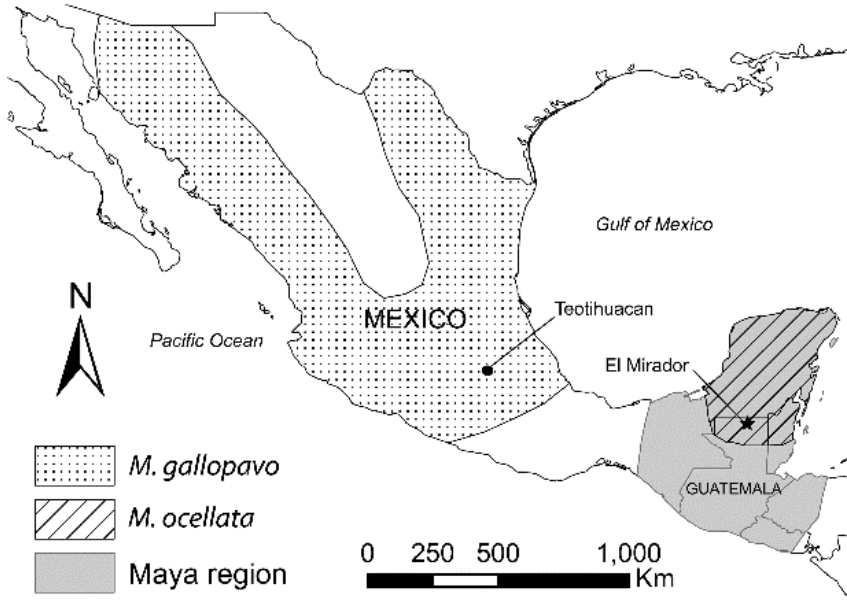 Gulf of Mexico
N
MEXICO
Teotihuacan
Pacific Ocean
El Mirador
M. gallopavo
GUATEMALA
M. ocellata
0 250 500 1,000
Km
Maya region